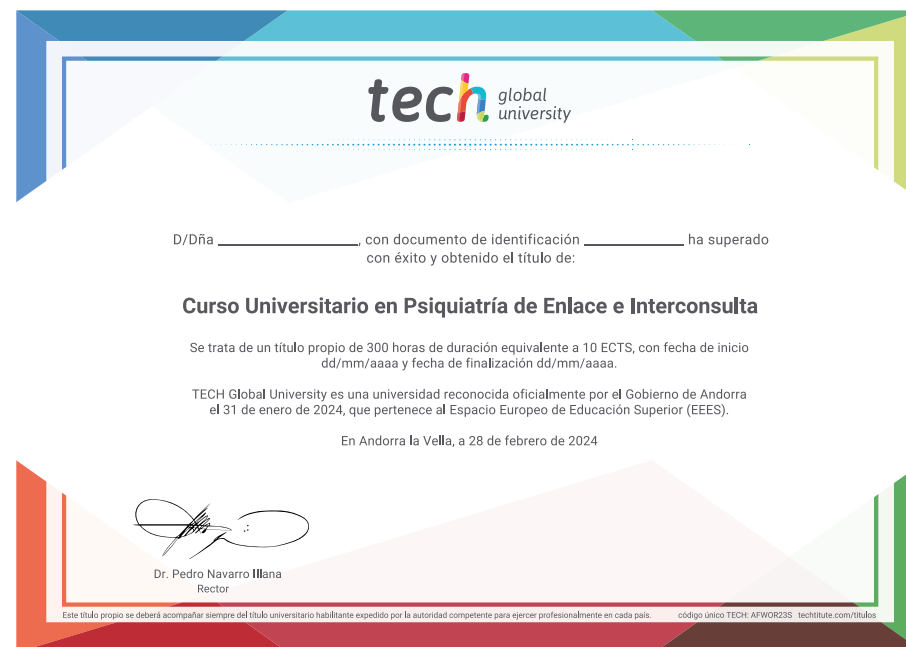 tech global university
D/Dña ____________________, con documento de identificación ______________ ha superado
con éxito y obtenido el título de:
Curso Universitario en Psiquiatría de Enlace e Interconsulta
Se trata de un título propio de 300 horas de duración equivalente a 10 ECTS, con fecha de inicio
dd/mm/aaaa y fecha de finalización dd/mm/aaaa.
TECH Global University es una universidad reconocida oficialmente por el Gobierno de Andorra
el 31 de enero de 2024, que pertenece al Espacio Europeo de Educación Superior (EEES).
En Andorra la Vella, a 28 de febrero de 2024
Dr. Pedro Navarro Illana
Rector
Este título propio se deberá acompañar siempre del título universitario habilitante expedido por la autoridad competente para ejercer profesionalmente en cada país. código único TECH: AFWOR23S techtitute.com/titulos